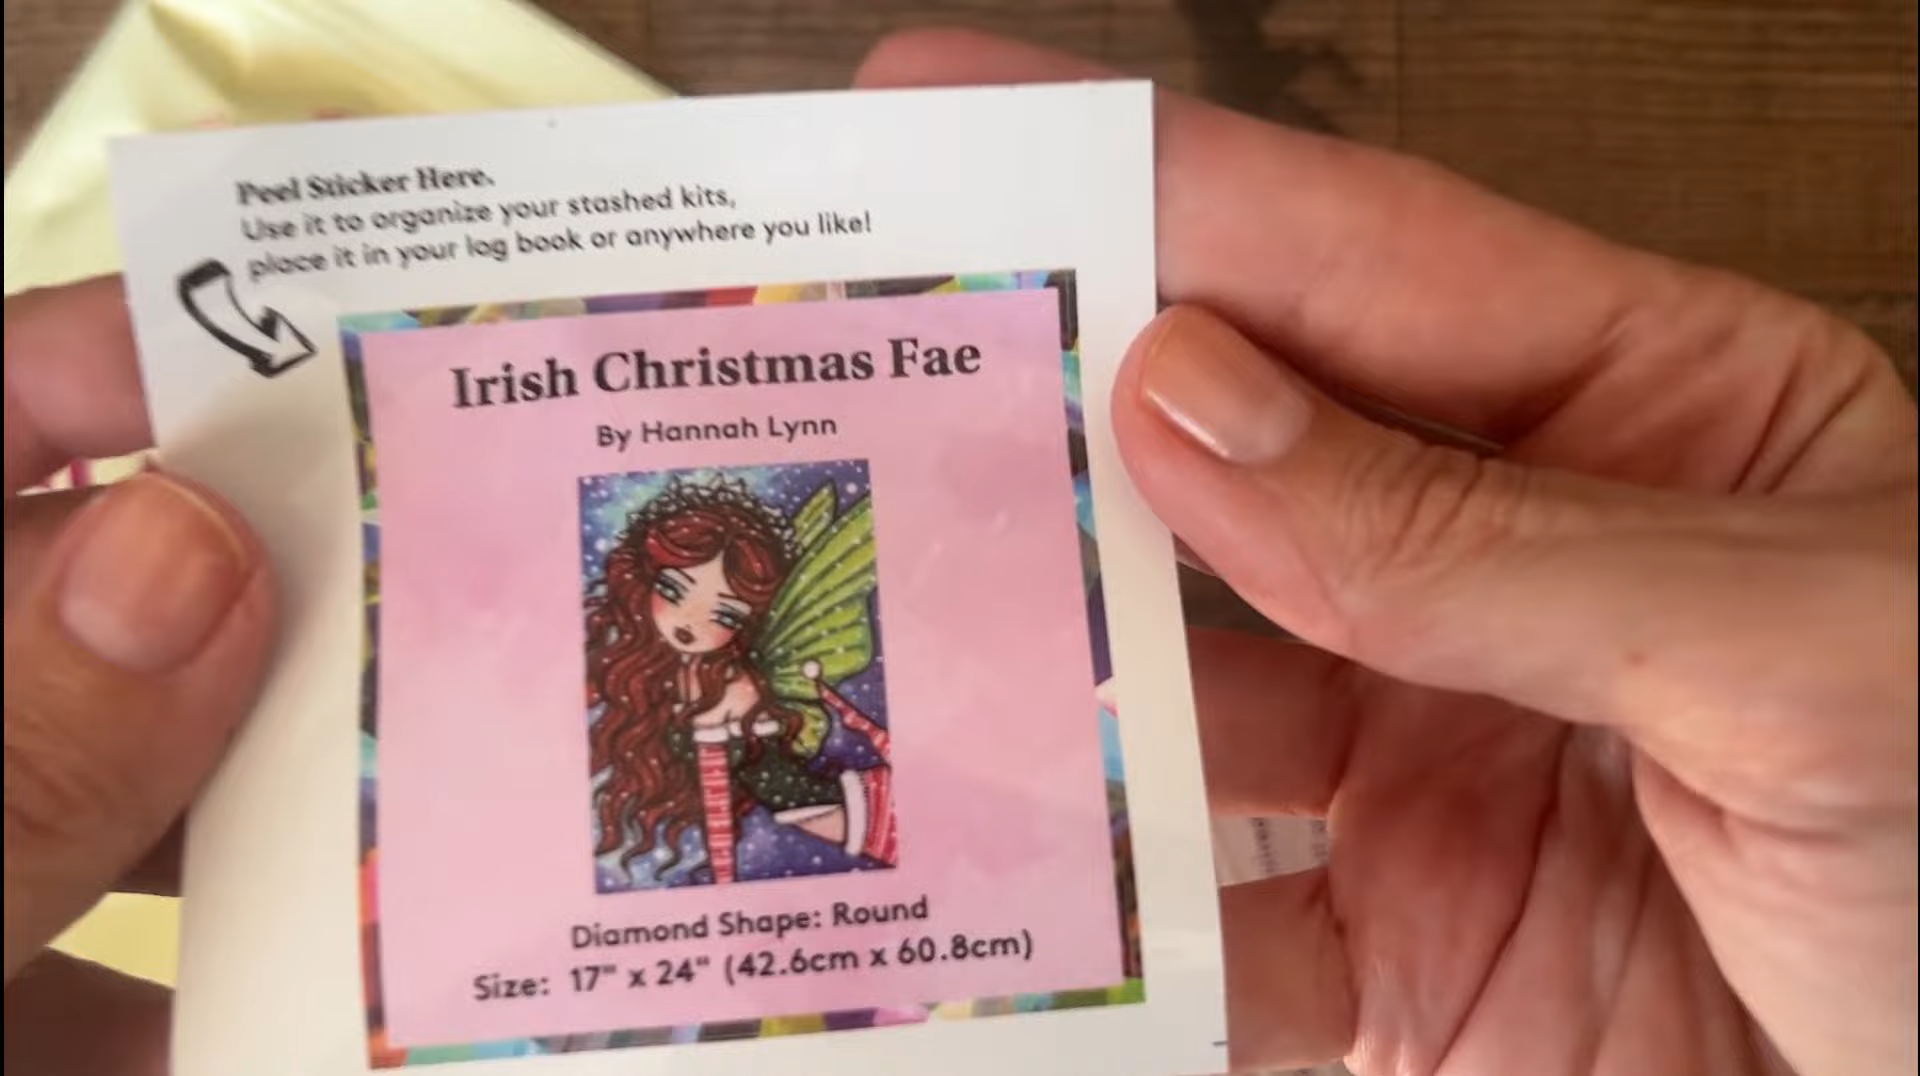 Peel Sticker Here.
Use it to organize your stashed kits,
place it in your log book or anywhere you like!
Irish Christmas Fae
By Hannah Lynn
Diamond Shape: Round
Size: 17" x 24" (42.6cm x 60.8cm)